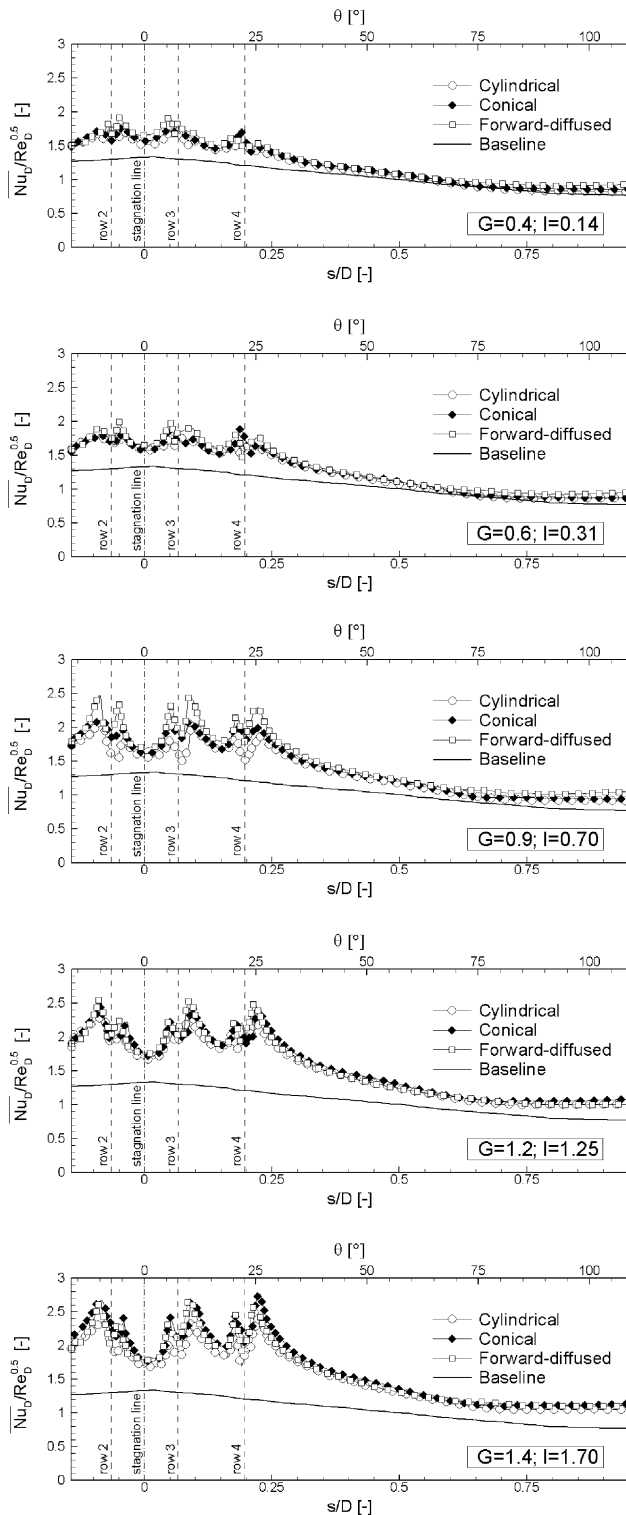 θ [°]
0 25 50 75 100
3
2.5
2
1.5
1
0.5
0
Nu_D/Re_D^0.5 [-]
Cylindrical
Conical
Forward-diffused
Baseline
row 2
stagnation line
row 3
row 4
G=0.4; I=0.14
0 0.25 0.5 0.75
s/D [-]
θ [°]
0 25 50 75 100
3
2.5
2
1.5
1
0.5
0
Nu_D/Re_D^0.5 [-]
Cylindrical
Conical
Forward-diffused
Baseline
row 2
stagnation line
row 3
row 4
G=0.6; I=0.31
0 0.25 0.5 0.75
s/D [-]
θ [°]
0 25 50 75 100
3
2.5
2
1.5
1
0.5
0
Nu_D/Re_D^0.5 [-]
Cylindrical
Conical
Forward-diffused
Baseline
row 2
stagnation line
row 3
row 4
G=0.9; I=0.70
0 0.25 0.5 0.75
s/D [-]
θ [°]
0 25 50 75 100
3
2.5
2
1.5
1
0.5
0
Nu_D/Re_D^0.5 [-]
Cylindrical
Conical
Forward-diffused
Baseline
row 2
stagnation line
row 3
row 4
G=1.2; I=1.25
0 0.25 0.5 0.75
s/D [-]
θ [°]
0 25 50 75 100
3
2.5
2
1.5
1
0.5
0
Nu_D/Re_D^0.5 [-]
Cylindrical
Conical
Forward-diffused
Baseline
row 2
stagnation line
row 3
row 4
G=1.4; I=1.70
0 0.25 0.5 0.75
s/D [-]